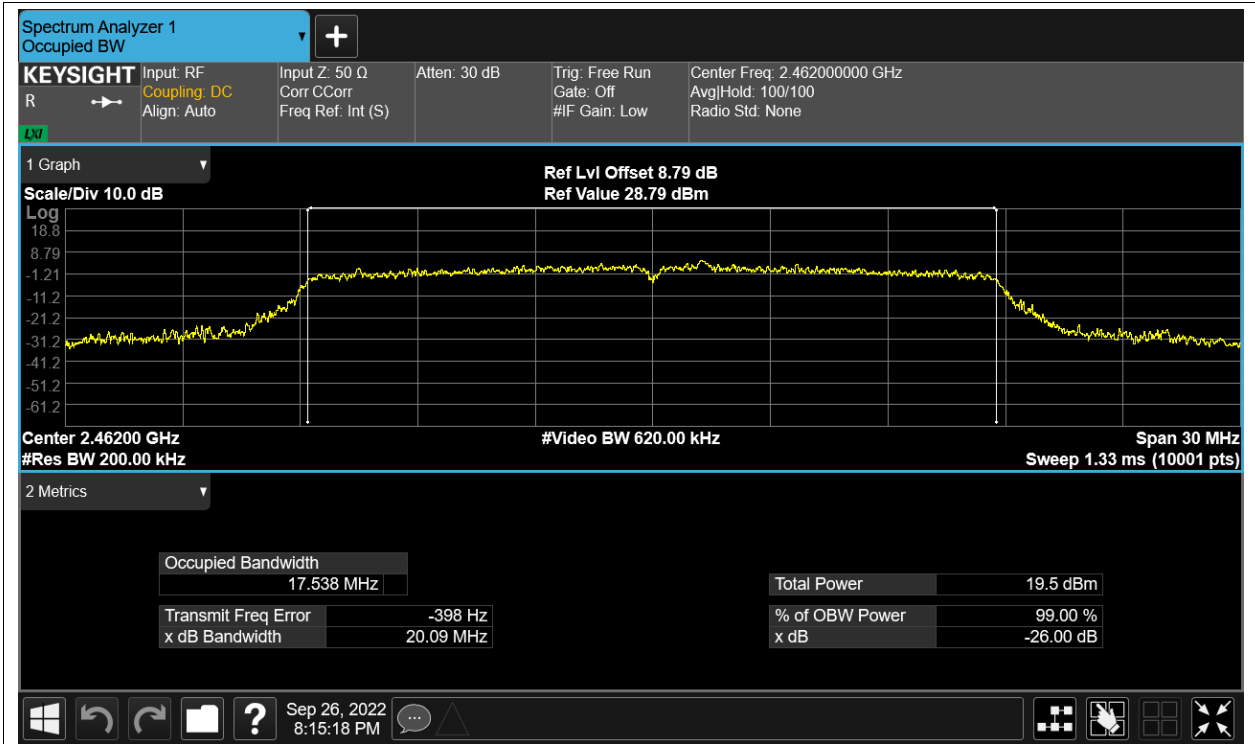 Spectrum Analyzer 1
Occupied BW
KEYSIGHT
R
LXI
Input: RF
Coupling: DC
Align: Auto
Input Z: 50 Ω
Corr CCorr
Freq Ref: Int (S)
Atten: 30 dB
Trig: Free Run
Gate: Off
#IF Gain: Low
Center Freq: 2.462000000 GHz
Avg|Hold: 100/100
Radio Std: None
1 Graph
Scale/Div 10.0 dB
Ref Lvl Offset 8.79 dB
Ref Value 28.79 dBm
Log
18.8
8.79
-1.21
-11.2
-21.2
-31.2
-41.2
-51.2
-61.2
Center 2.46200 GHz
#Video BW 620.00 kHz
Span 30 MHz
#Res BW 200.00 kHz
Sweep 1.33 ms (10001 pts)
2 Metrics
Occupied Bandwidth
17.538 MHz
Total Power 19.5 dBm
Transmit Freq Error -398 Hz
% of OBW Power 99.00 %
x dB Bandwidth 20.09 MHz
x dB -26.00 dB
?
Sep 26, 2022
8:15:18 PM